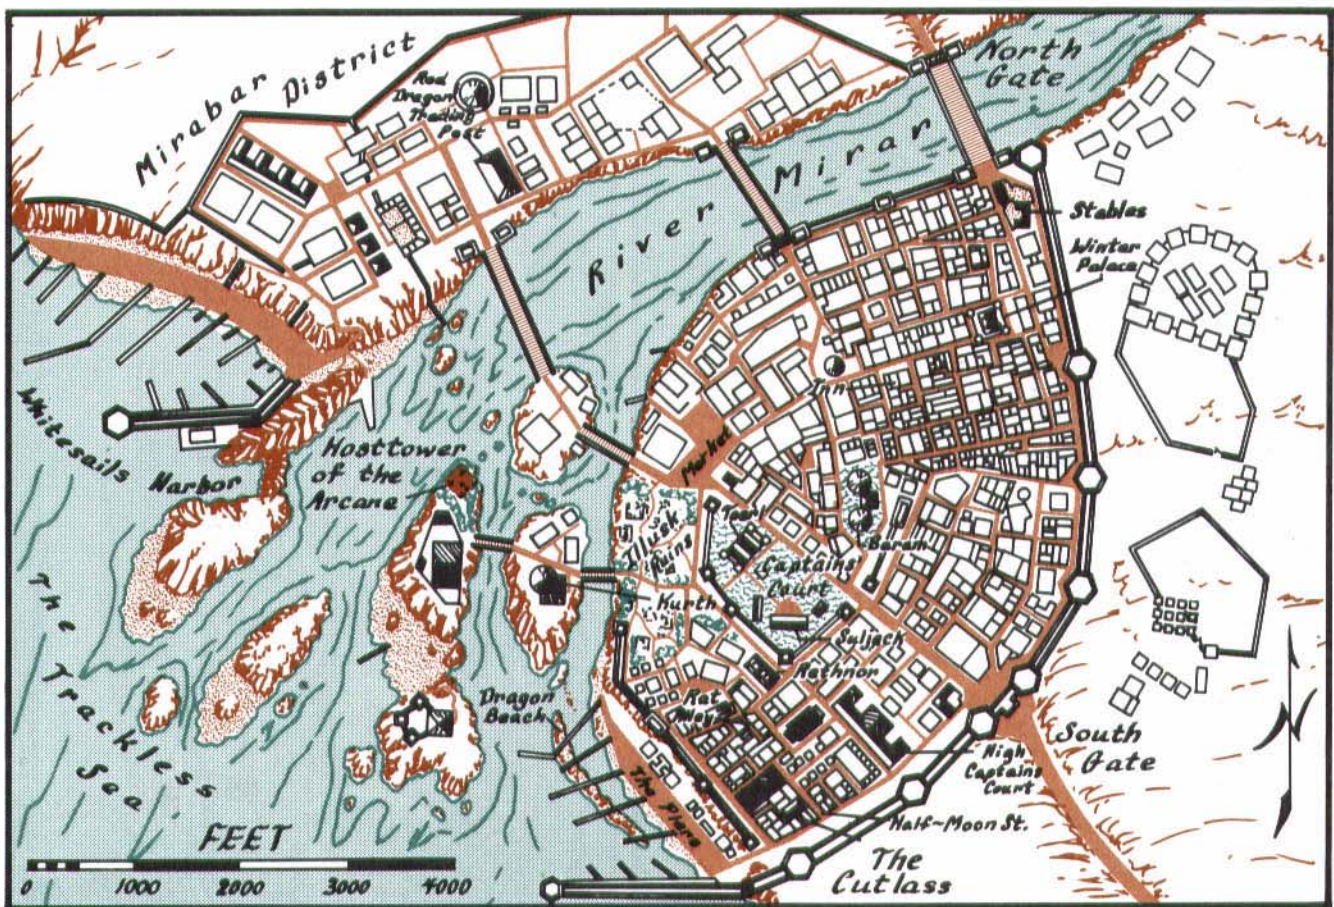 Mirabar District
Red
Dragon
Trading
Post
North
Gate
River Mirar
Stables
Winter
Palace
Inn
Market
Whitesails Harbor
Hosttower
of the
Arcane
Illusk
Ruins
Taerl
Baram
Captains
Court
Kurth
Suljack
Rethnor
Rat
Alley
Dragon
Beach
The Trackless Sea
The Piers
South
Gate
High
Captains
Court
Half-Moon St.
The
Cutlass
FEET
0 1000 2000 3000 4000
N